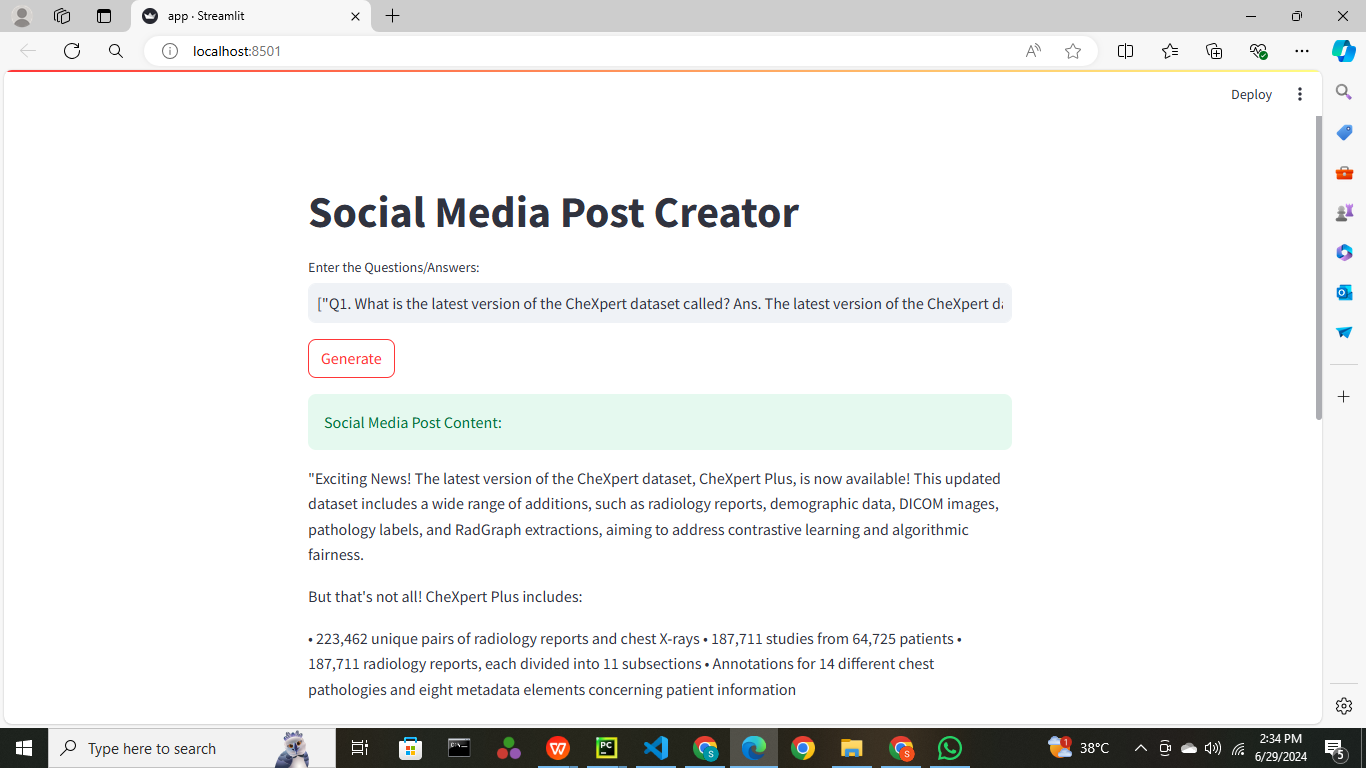 app · Streamlit
localhost:8501
Deploy
Social Media Post Creator
Enter the Questions/Answers:
["Q1. What is the latest version of the CheXpert dataset called? Ans. The latest version of the CheXpert da
Generate
Social Media Post Content:
"Exciting News! The latest version of the CheXpert dataset, CheXpert Plus, is now available! This updated
dataset includes a wide range of additions, such as radiology reports, demographic data, DICOM images,
pathology labels, and RadGraph extractions, aiming to address contrastive learning and algorithmic
fairness.
But that's not all! CheXpert Plus includes:
• 223,462 unique pairs of radiology reports and chest X-rays • 187,711 studies from 64,725 patients •
187,711 radiology reports, each divided into 11 subsections • Annotations for 14 different chest
pathologies and eight metadata elements concerning patient information
Type here to search
PC
S
S
1
38°C
2:34 PM
6/29/2024
5